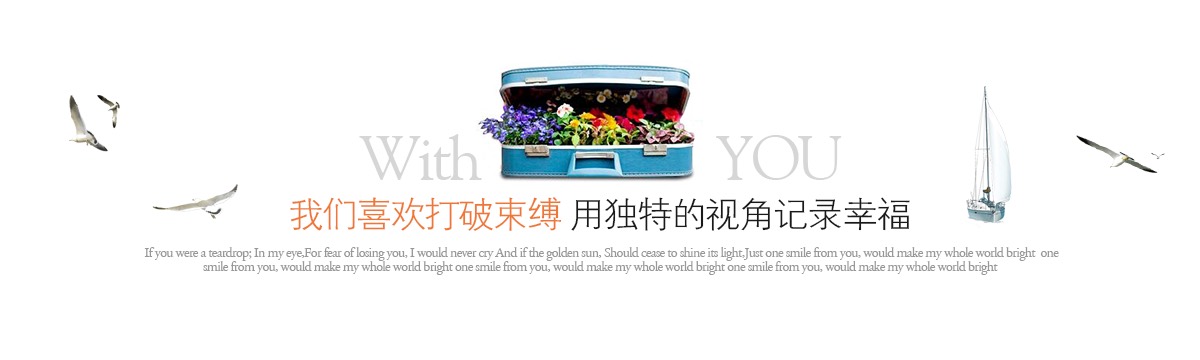 With YOU
我们喜欢打破束缚 用独特的视角记录幸福
If you were a teardrop; In my eye,For fear of losing you, I would never cry And if the golden sun, Should cease to shine its light,Just one smile from you, would make my whole world bright one
smile from you, would make my whole world bright one smile from you, would make my whole world bright one smile from you, would make my whole world bright